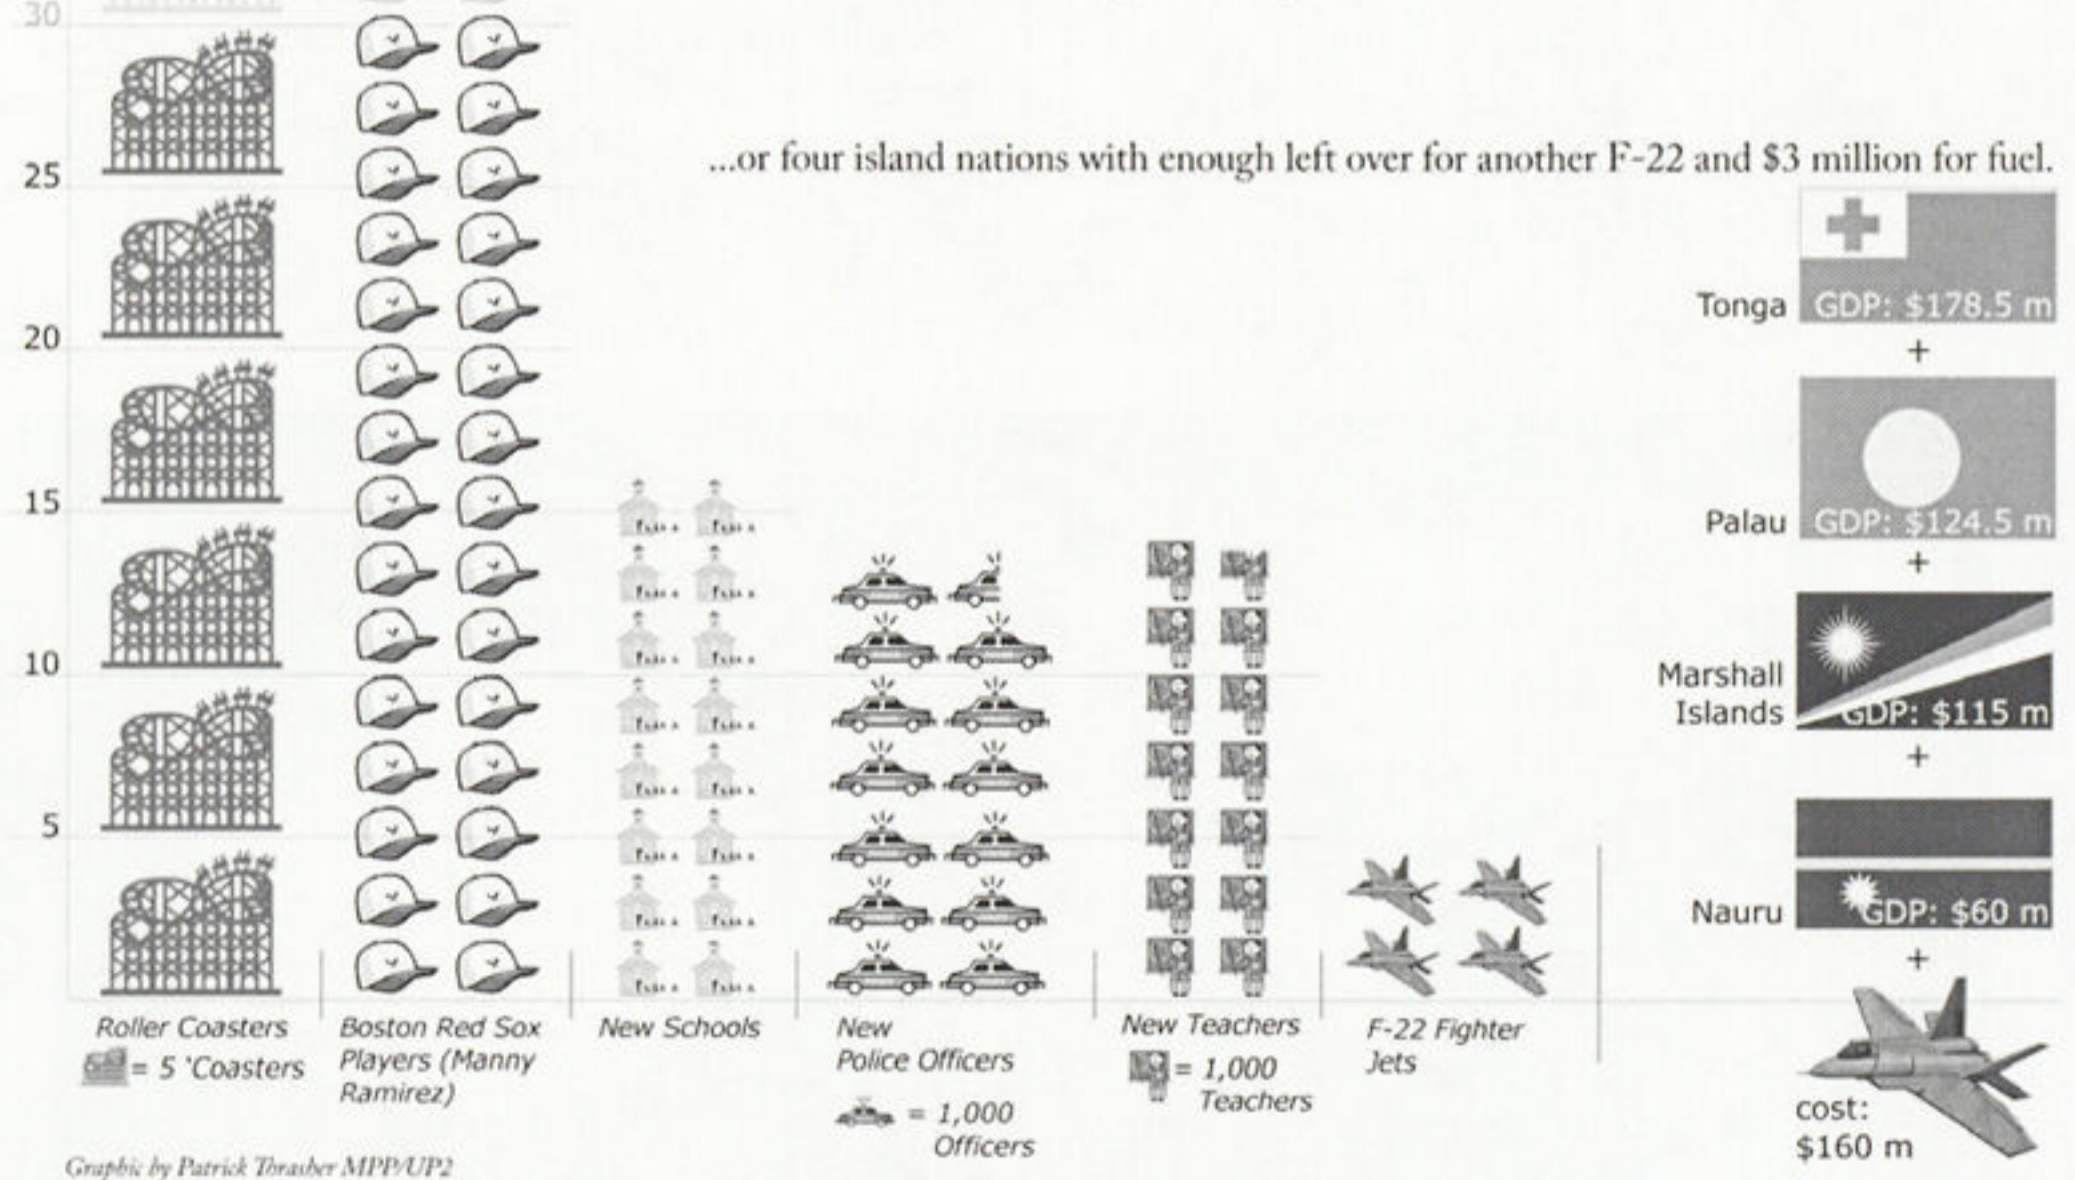 30
...or four island nations with enough left over for another F-22 and $3 million for fuel.
25
20
15
10
5
Tonga
GDP: $178.5 m
+
Palau
GDP: $124.5 m
+
Marshall
Islands
GDP: $115 m
+
Nauru
GDP: $60 m
+
cost:
$160 m
Roller Coasters
= 5 'Coasters
Boston Red Sox
Players (Manny
Ramirez)
New Schools
New
Police Officers
= 1,000
Officers
New Teachers
= 1,000
Teachers
F-22 Fighter
Jets
Graphic by Patrick Thrasher MPP/UP2